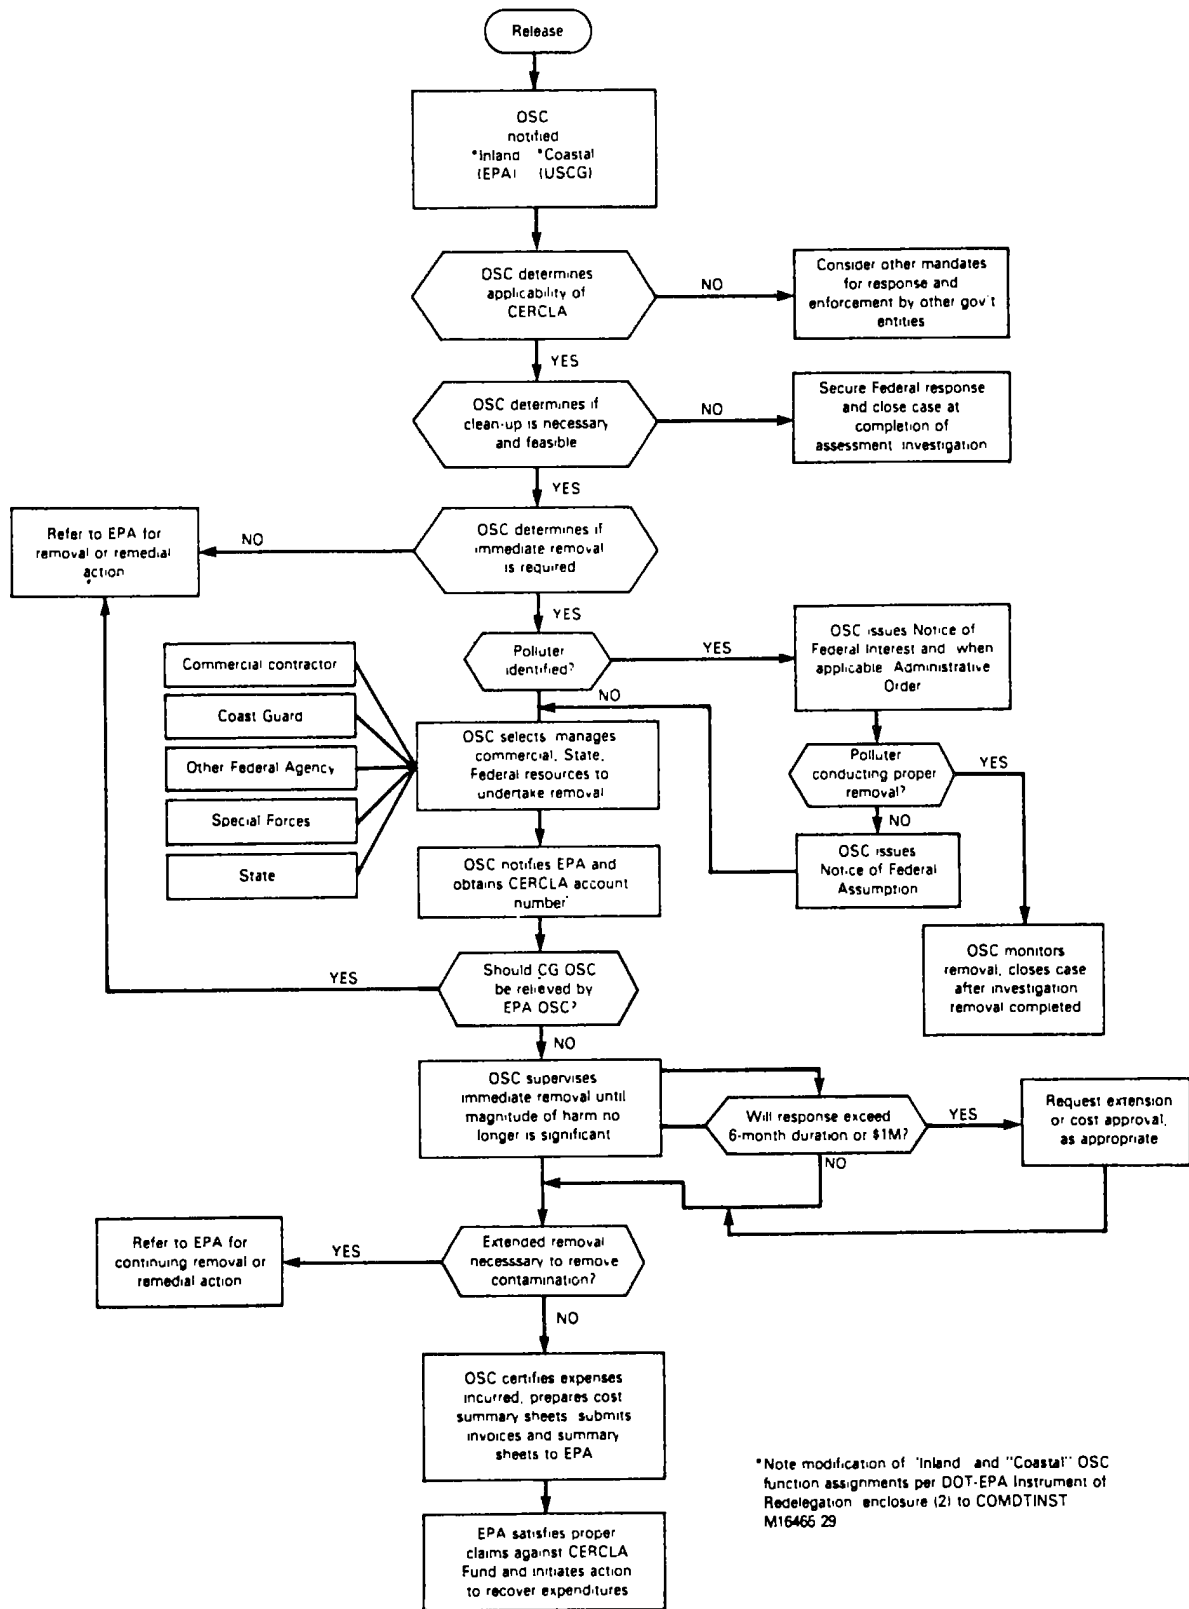 Release
OSC
notified
*Inland *Coastal
(EPA) (USCG)
OSC determines
applicability of
CERCLA
NO
Consider other mandates
for response and
enforcement by other gov't
entities
YES
OSC determines if
clean-up is necessary
and feasible
NO
Secure Federal response
and close case at
completion of
assessment investigation
YES
OSC determines if
immediate removal
is required
NO
Refer to EPA for
removal or remedial
action
YES
Polluter
identified?
YES
OSC issues Notice of
Federal Interest and when
applicable Administrative
Order
NO
Commercial contractor
Coast Guard
Other Federal Agency
Special Forces
State
OSC selects manages
commercial, State,
Federal resources to
undertake removal
Polluter
conducting proper
removal?
YES
NO
OSC issues
Notice of Federal
Assumption
OSC monitors
removal, closes case
after investigation
removal completed
OSC notifies EPA and
obtains CERCLA account
number
Should CG OSC
be relieved by
EPA OSC?
YES
NO
OSC supervises
immediate removal until
magnitude of harm no
longer is significant
Will response exceed
6-month duration or $1M?
YES
Request extension
or cost approval,
as appropriate
NO
Extended removal
necesssary to remove
contamination?
YES
Refer to EPA for
continuing removal or
remedial action
NO
OSC certifies expenses
incurred, prepares cost
summary sheets submits
invoices and summary
sheets to EPA
EPA satisfies proper
claims against CERCLA
Fund and initiates action
to recover expenditures
*Note modification of 'Inland and "Coastal" OSC
function assignments per DOT-EPA Instrument of
Redelegation enclosure (2) to COMDTINST
M16465 29